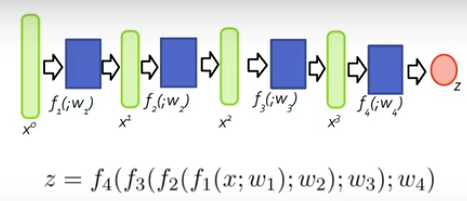 f₁(;w₁) f₂(;w₂) f₃(;w₃) f₄(;w₄) z
x⁰ x¹ x² x³
z = f₄(f₃(f₂(f₁(x; w₁); w₂); w₃); w₄)